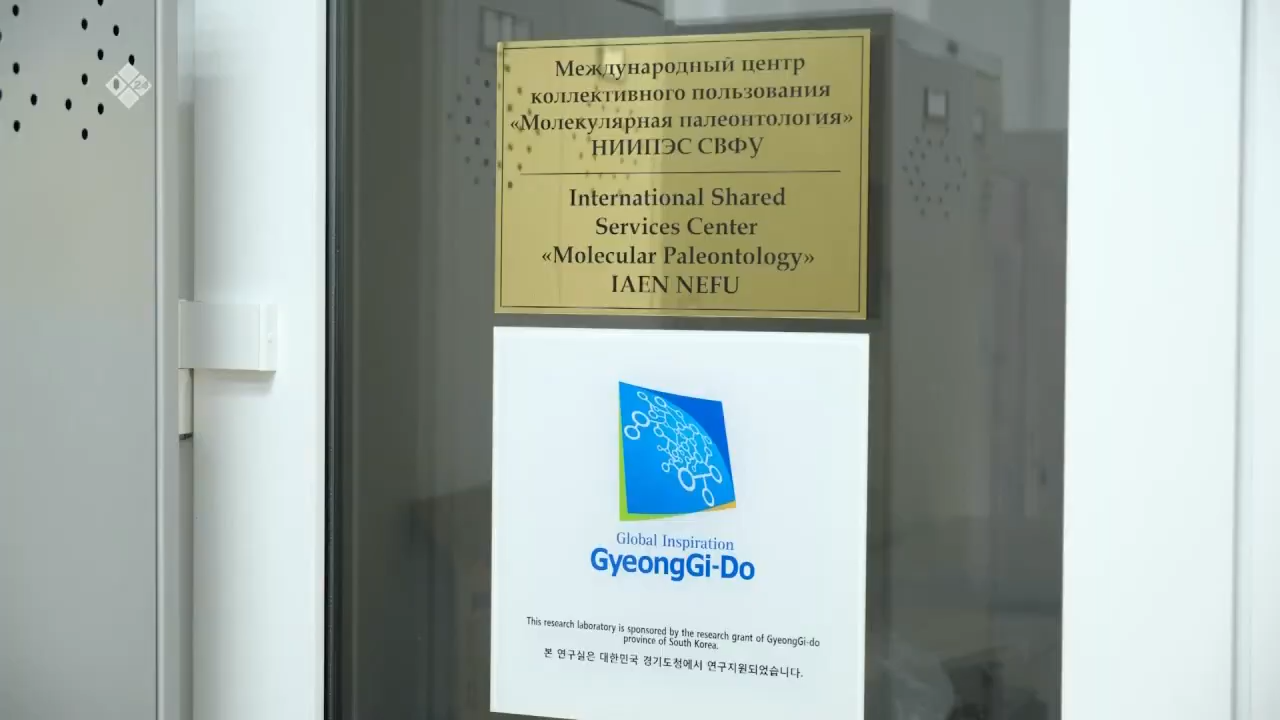 24
Международный центр
коллективного пользования
«Молекулярная палеонтология»
НИИПЭС СВФУ
International Shared
Services Center
«Molecular Paleontology»
IAEN NEFU
Global Inspiration
GyeongGi-Do
This research laboratory is sponsored by the research grant of GyeongGi-do
province of South Korea.
본 연구실은 대한민국 경기도청에서 연구지원되었습니다.